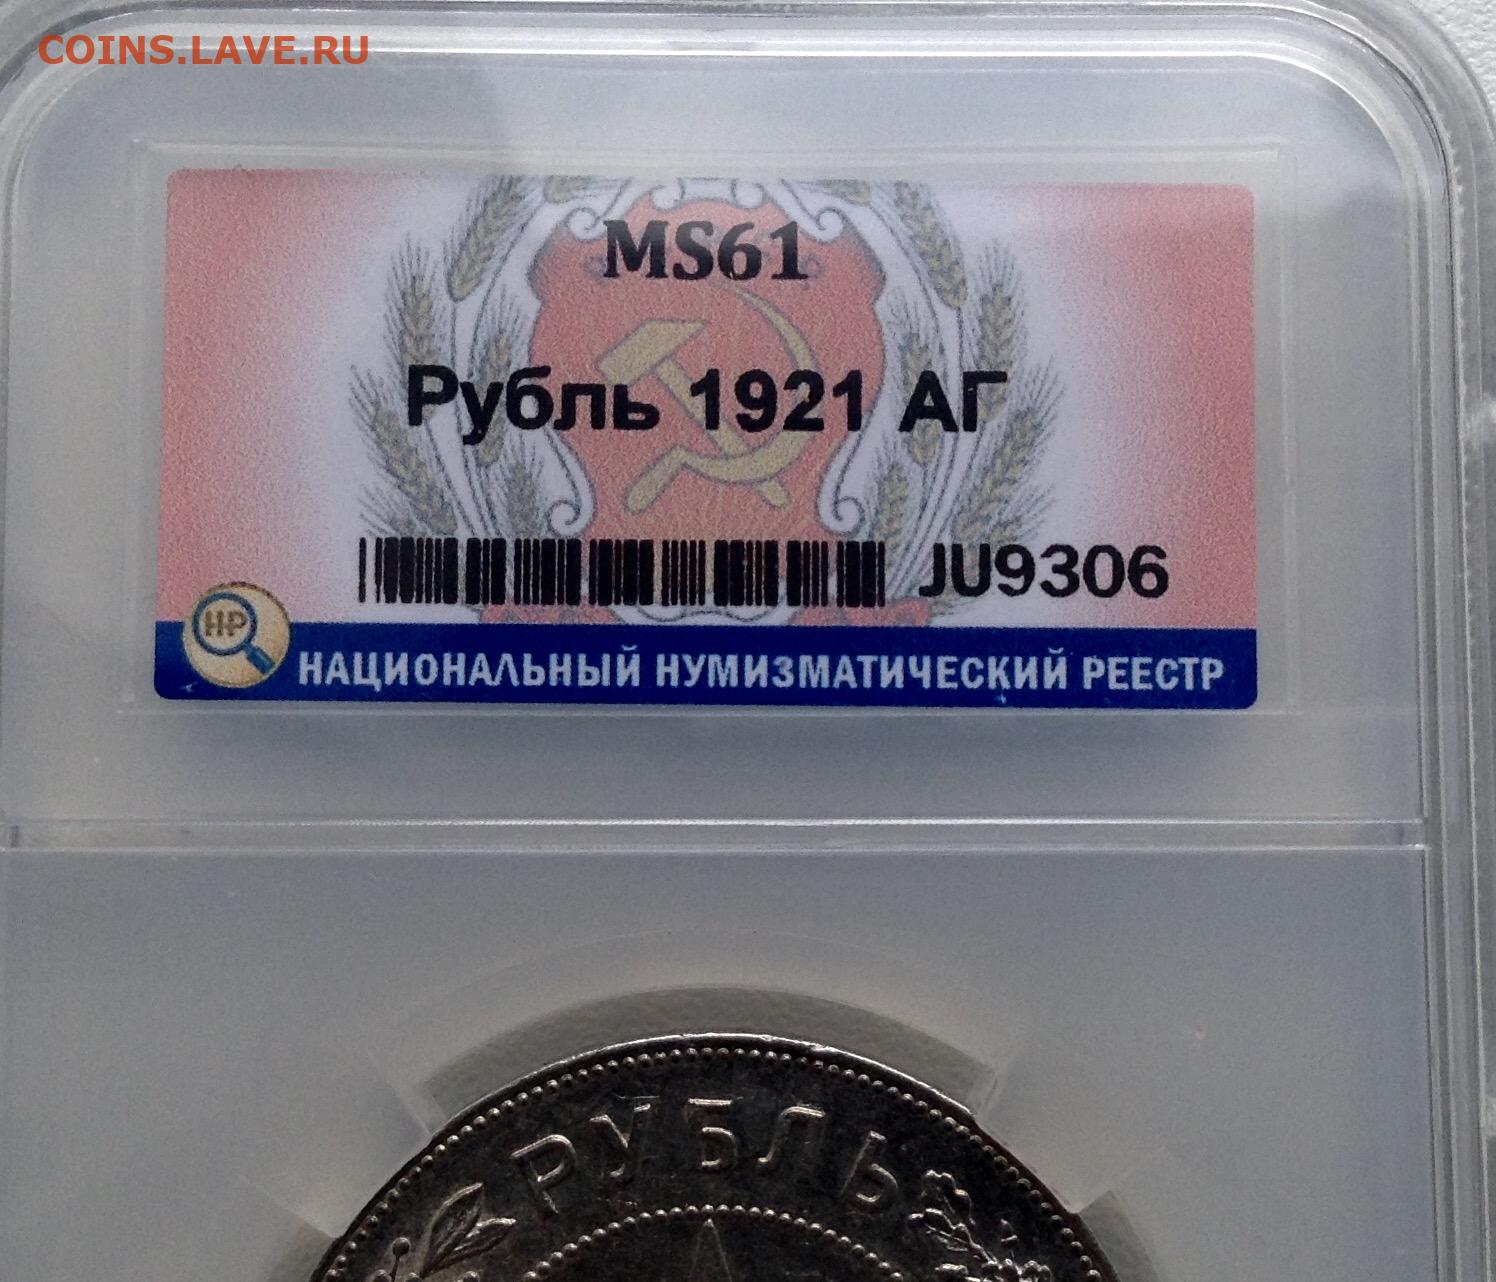 COINS.LAVE.RU
MS61
Рубль 1921 АГ
JU9306
НР
НАЦИОНАЛЬНЫЙ НУМИЗМАТИЧЕСКИЙ РЕЕСТР
РУБЛЬ